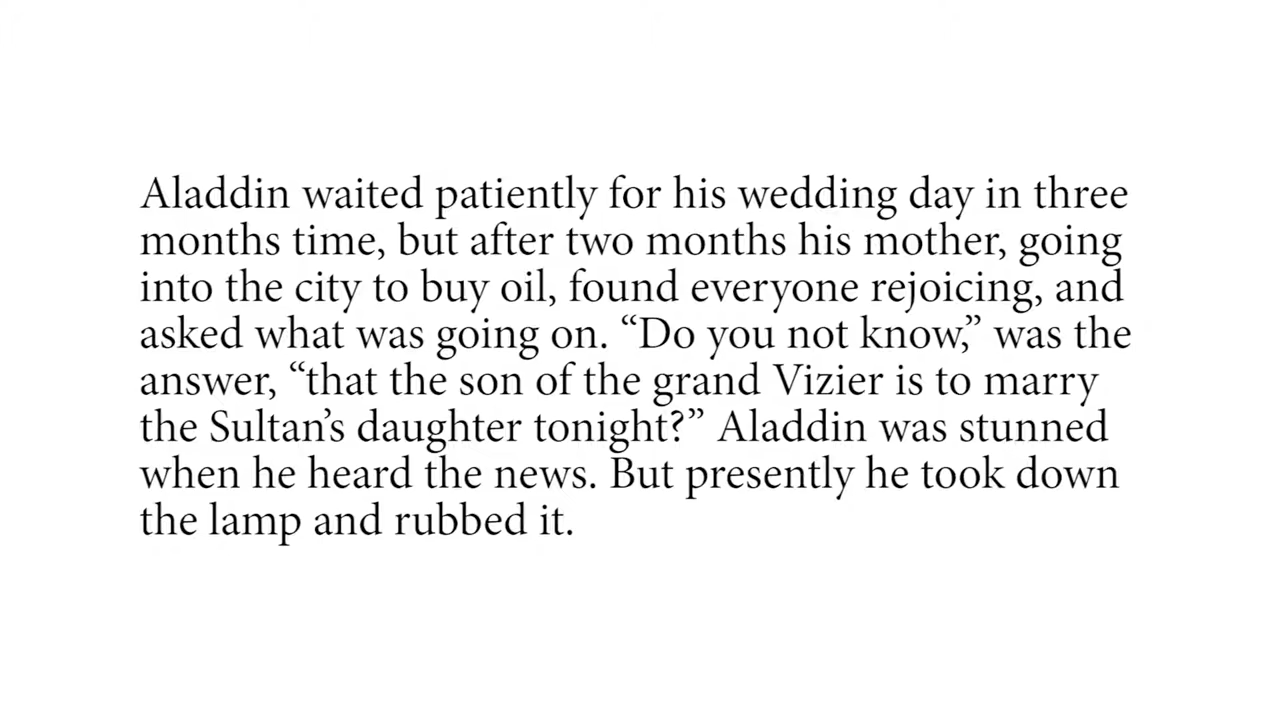 Aladdin waited patiently for his wedding day in three
months time, but after two months his mother, going
into the city to buy oil, found everyone rejoicing, and
asked what was going on. “Do you not know,” was the
answer, “that the son of the grand Vizier is to marry
the Sultan’s daughter tonight?” Aladdin was stunned
when he heard the news. But presently he took down
the lamp and rubbed it.